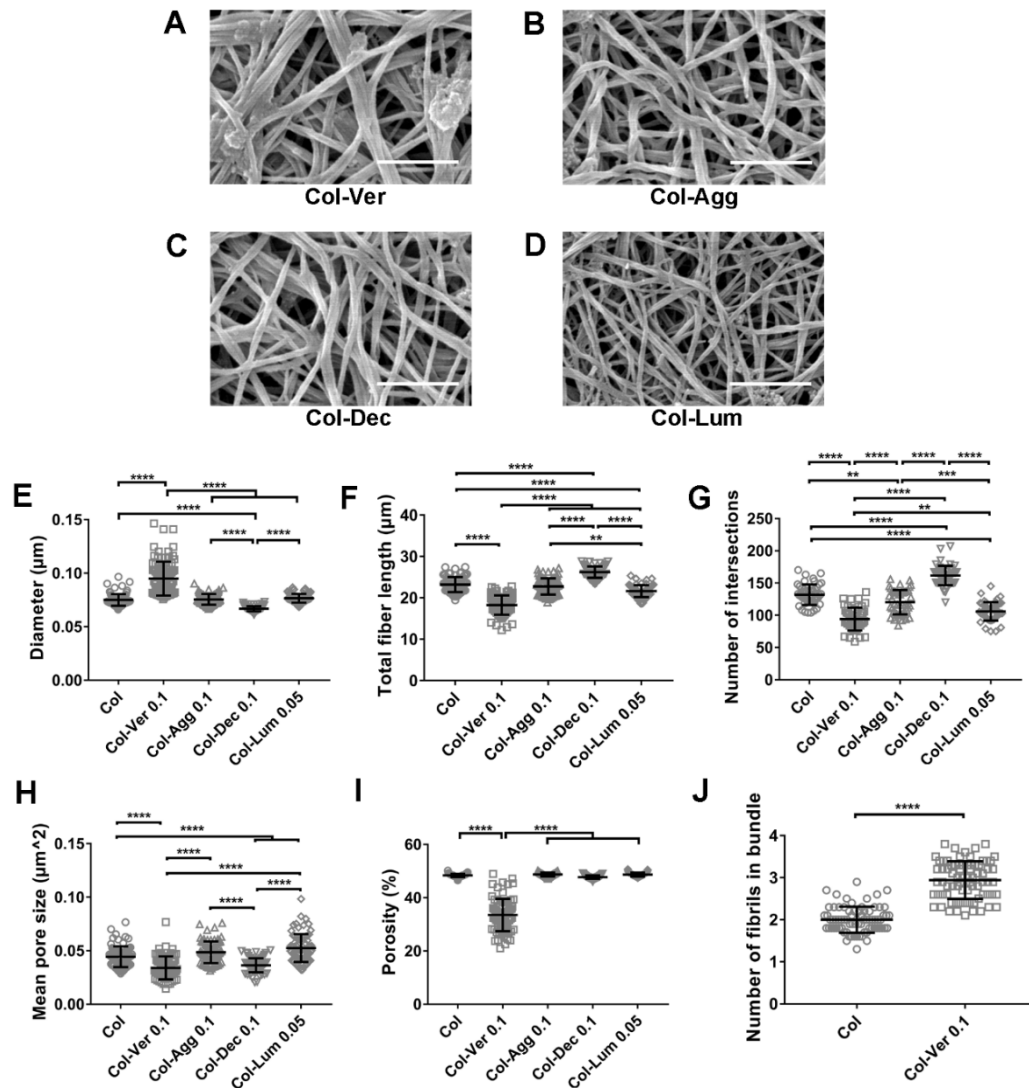 A
B
Col-Ver
Col-Agg
C
D
Col-Dec
Col-Lum
E
****
****
****
****
****
0.15
0.10
0.05
0.00
Diameter (µm)
Col
Col-Ver 0.1
Col-Agg 0.1
Col-Dec 0.1
Col-Lum 0.05
F
****
****
****
****
****
****
**
60
40
20
0
Total fiber length (µm)
Col
Col-Ver 0.1
Col-Agg 0.1
Col-Dec 0.1
Col-Lum 0.05
G
****
****
****
****
**
***
****
**
****
****
250
200
150
100
50
0
Number of intersections
Col
Col-Ver 0.1
Col-Agg 0.1
Col-Dec 0.1
Col-Lum 0.05
H
****
****
****
****
****
****
0.15
0.10
0.05
0.00
Mean pore size (µm^2)
Col
Col-Ver 0.1
Col-Agg 0.1
Col-Dec 0.1
Col-Lum 0.05
I
****
****
60
40
20
0
Porosity (%)
Col
Col-Ver 0.1
Col-Agg 0.1
Col-Dec 0.1
Col-Lum 0.05
J
****
5
4
3
2
1
0
Number of fibrils in bundle
Col
Col-Ver 0.1